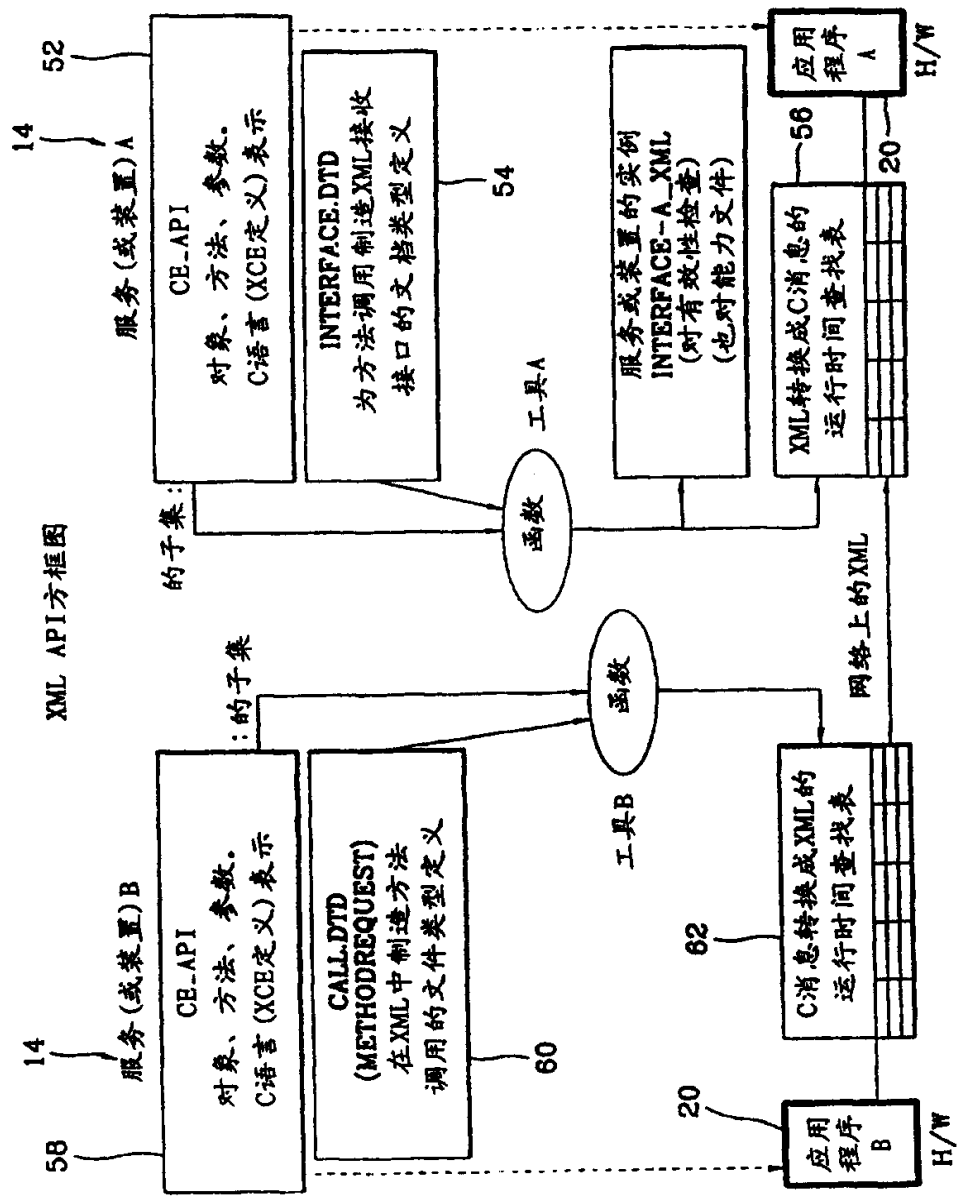 XML API方框图
14
服务(或装置)B
58
CE_API
对象、方法、参数。
C语言(XCE定义)表示
:的子集
CALL.DTD
(METHODREQUEST)
在XML中制造方法
调用的文件类型定义
60
工具B
函数
62
C消息转换成XML的
运行时间查找表
20
应用
程序
B
H/W
网络上的XML
14
服务(或装置)A
52
CE_API
对象、方法、参数。
C语言(XCE定义)表示
的子集:
INTERFACE.DTD
为方法调用制造XML接收
接口的文档类型定义
54
工具A
函数
服务或装置的实例
INTERFACE-A_XML
(对有效性检查)
(也对能力文件)
56
XML转换成C消息的
运行时间查找表
20
应用
程序
A
H/W